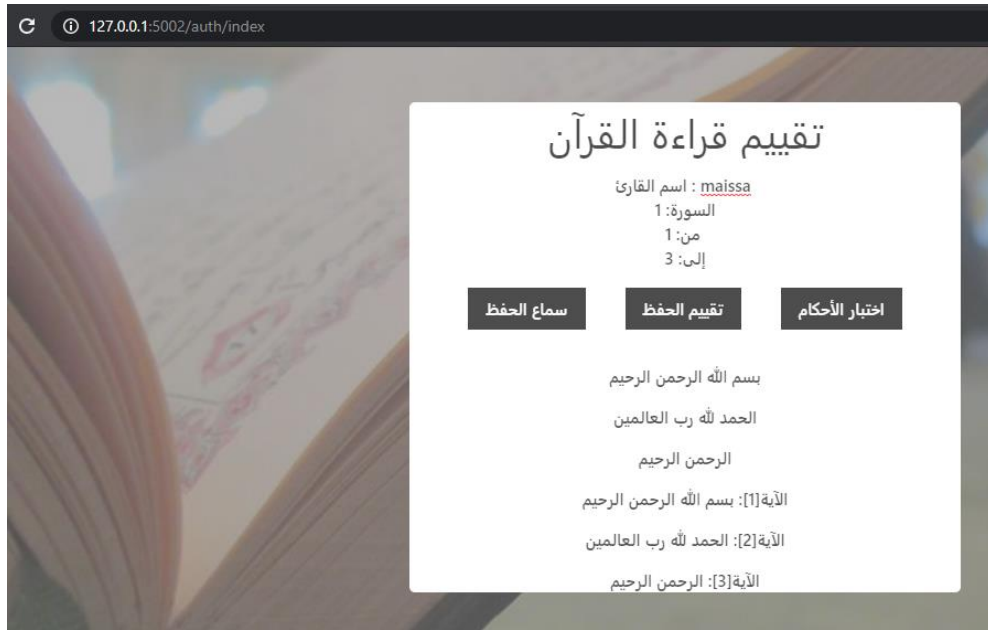 127.0.0.1:5002/auth/index
تقييم قراءة القرآن
maissa : اسم القارئ
السورة: 1
من: 1
إلى: 3
اختبار الأحكام
تقييم الحفظ
سماع الحفظ
بسم الله الرحمن الرحيم
الحمد لله رب العالمين
الرحمن الرحيم
الآية[1]: بسم الله الرحمن الرحيم
الآية[2]: الحمد لله رب العالمين
الآية[3]: الرحمن الرحيم